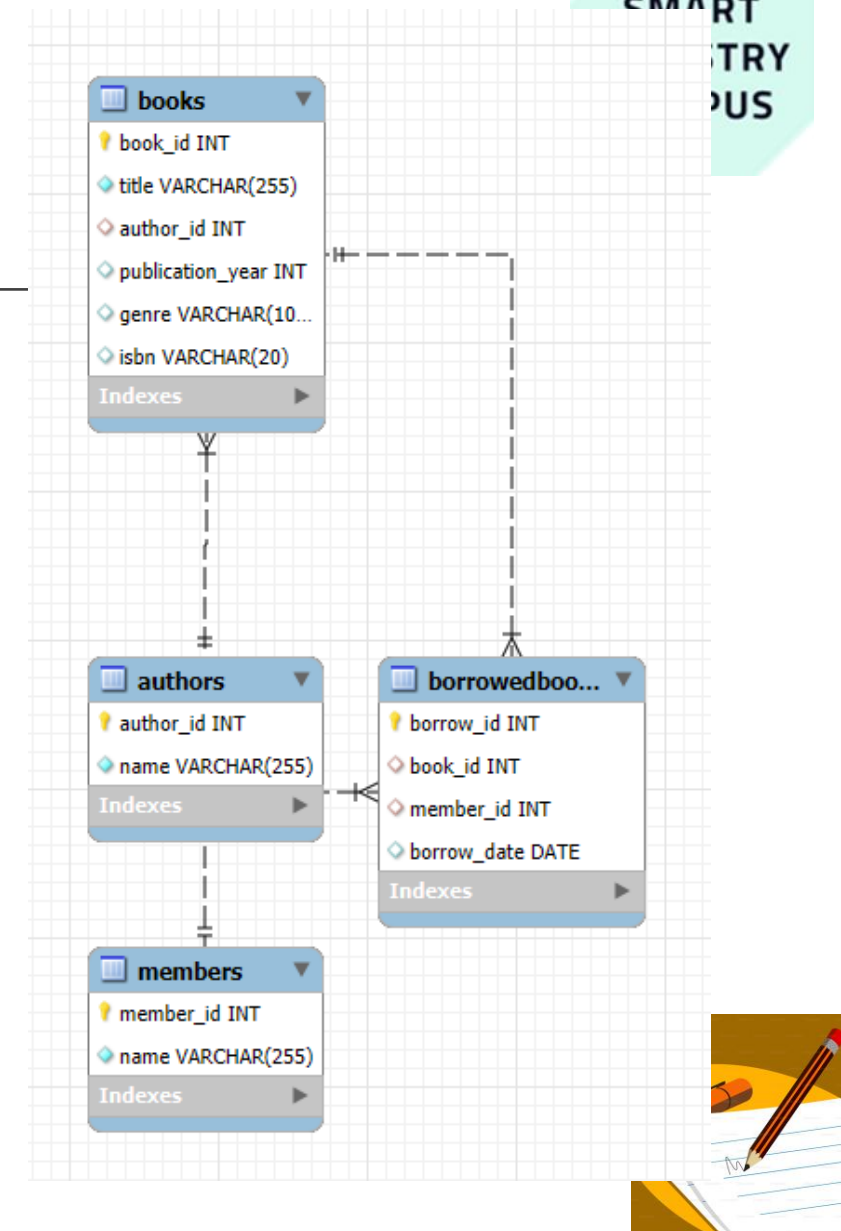 SMART
TRY
PUS
books
book_id INT
title VARCHAR(255)
author_id INT
publication_year INT
genre VARCHAR(10...
isbn VARCHAR(20)
Indexes
authors
author_id INT
name VARCHAR(255)
Indexes
borrowedboo...
borrow_id INT
book_id INT
member_id INT
borrow_date DATE
Indexes
members
member_id INT
name VARCHAR(255)
Indexes